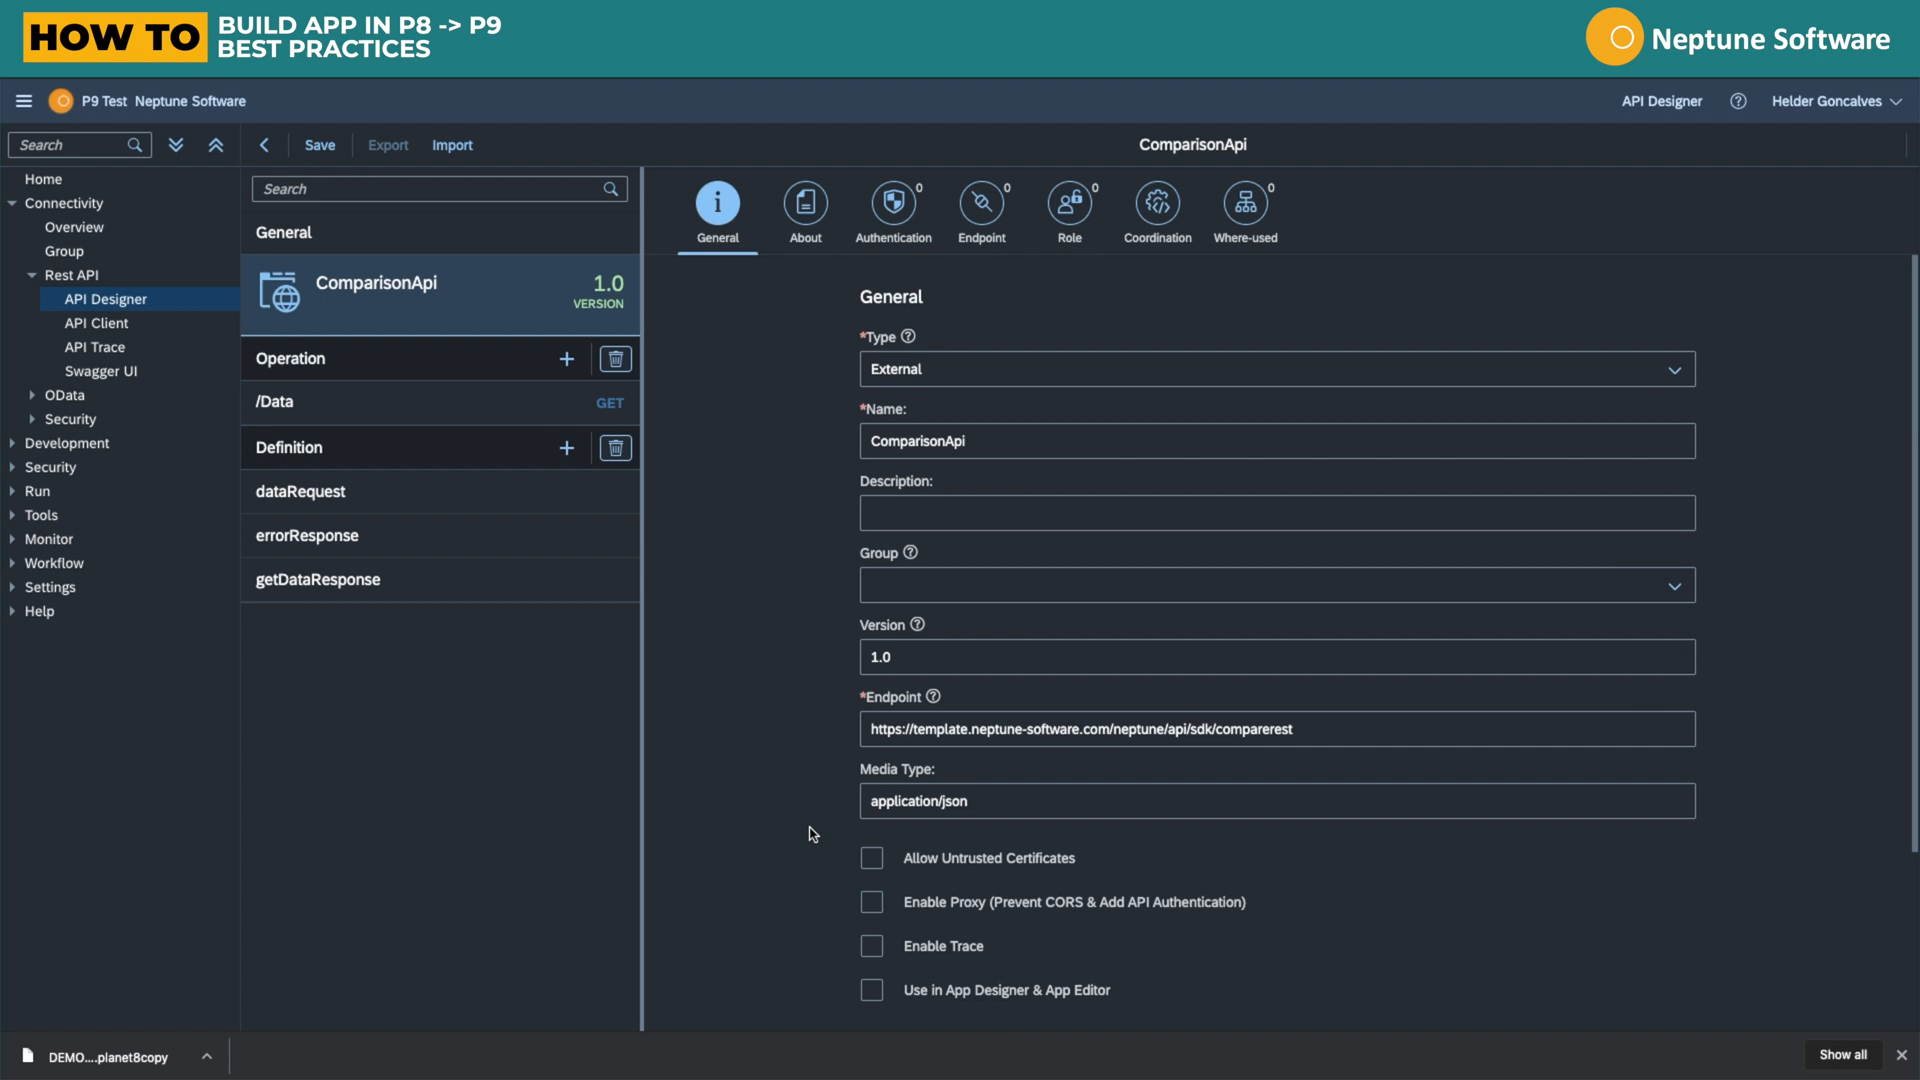 HOW TO
BUILD APP IN P8 -> P9
BEST PRACTICES
Neptune Software
P9 Test Neptune Software
API Designer
Helder Goncalves
Search
Save
Export
Import
ComparisonApi
Home
Connectivity
Overview
Group
Rest API
API Designer
API Client
API Trace
Swagger UI
OData
Security
Development
Security
Run
Tools
Monitor
Workflow
Settings
Help
Search
General
ComparisonApi
1.0
VERSION
Operation
/Data
GET
Definition
dataRequest
errorResponse
getDataResponse
General
About
0
Authentication
0
Endpoint
0
Role
Coordination
0
Where-used
General
*Type
External
*Name:
ComparisonApi
Description:
Group
Version
1.0
*Endpoint
https://template.neptune-software.com/neptune/api/sdk/comparerest
Media Type:
application/json
Allow Untrusted Certificates
Enable Proxy (Prevent CORS & Add API Authentication)
Enable Trace
Use in App Designer & App Editor
DEMO....planet8copy
Show all